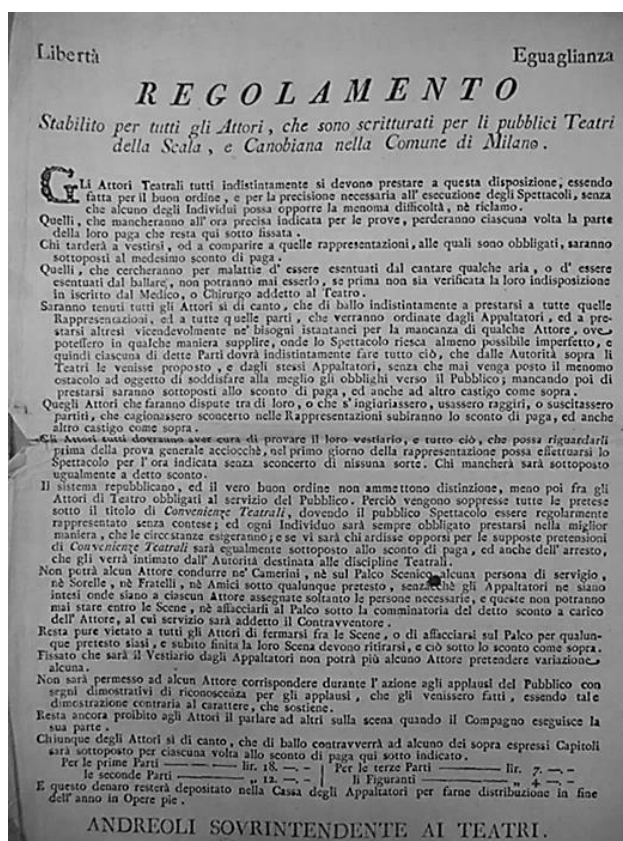 Libertà Eguaglianza
REGOLAMENTO
Stabilito per tutti gli Attori, che sono scritturati per li pubblici Teatri
della Scala, e Canobiana nella Comune di Milano.
GLi Attori Teatrali tutti indistintamente si devono prestare a questa disposizione, essendo
fatta per il buon ordine, e per la precisione necessaria all'esecuzione degli Spettacoli, senza
che alcuno degli Individui possa opporre la menoma difficoltà, nè riclamo.
Quelli, che mancheranno all'ora precisa indicata per le prove, perderanno ciascuna volta la parte
della loro paga che resta quì sotto fissata.
Chi tarderà a vestirsi, od a comparire a quelle rappresentazioni, alle quali sono obbligati, saranno
sottoposti al medesimo sconto di paga.
Quelli, che cercheranno per malattie d'essere esentuati dal cantare qualche aria, o d'essere
esentuati dal ballare, non potranno mai esserlo, se prima non sia verificata la loro indisposizione
in iscritto dal Medico, o Chirurgo addetto al Teatro.
Saranno tenuti tutti gli Attori sì di canto, che di ballo indistintamente a prestarsi a tutte quelle
Rappresentazioni, ed a tutte quelle parti, che verranno ordinate dagli Appaltatori, ed a pre-
starsi altresì vicendevolmente ne' bisogni istantanei per la mancanza di qualche Attore, ove
potessero in qualche maniera supplire, onde lo Spettacolo riesca almeno possibile imperfetto, e
quindi ciascuna di dette Parti dovrà indistintamente fare tutto ciò, che dalle Autorità sopra li
Teatri le venisse proposto, e dagli stessi Appaltatori, senza che mai venga posto il menomo
ostacolo ad oggetto di soddisfare alla meglio gli obblighi verso il Pubblico; mancando poi di
prestarsi saranno sottoposti allo sconto di paga, ed anche ad altro castigo come sopra.
Quegli Attori che faranno dispute tra di loro, o che s'ingiuriassero, usassero raggiri, o suscitassero
partiti, che cagionassero sconcerto nelle Rappresentazioni subiranno lo sconto di paga, ed anche
altro castigo come sopra.
Gli Attori tutti dovranno aver cura di provare il loro vestiario, e tutto ciò, che possa riguardarli
prima della prova generale acciocchè, nel primo giorno della rappresentazione possa effettuarsi lo
Spettacolo per l'ora indicata senza sconcerto di nissuna sorte. Chi mancherà sarà sottoposto
ugualmente a detto sconto.
Il sistema republicano, ed il vero buon ordine non ammettono distinzione, meno poi fra gli
Attori di Teatro obbligati al servizio del Pubblico. Perciò vengono soppresse tutte le pretese
sotto il titolo di Convenienze Teatrali, dovendo il pubblico Spettacolo essere regolarmente
rappresentato senza contese; ed ogni Individuo sarà sempre obbligato prestarsi nella miglior
maniera, che le circostanze esigeranno; e se vi sarà chi ardisse opporsi per le supposte pretensioni
di Convenienze Teatrali sarà egualmente sottoposto allo sconto di paga, ed anche dell'arresto,
che gli verrà intimato dall'Autorità destinata alle discipline Teatrali.
Non potrà alcun Attore condurre ne' Camerini, nè sul Palco Scenico alcuna persona di servigio,
nè Sorelle, nè Fratelli, nè Amici sotto qualunque pretesto, senzacchè gli Appaltatori ne siano
intesi onde siano a ciascun Attore assegnate soltanto le persone necessarie, e queste non potranno
mai stare entro le Scene, nè affacciarli al Palco sotto la comminatoria del detto sconto a carico
dell'Attore, al cui servizio sarà addetto il Contravventore.
Resta pure vietato a tutti gli Attori di fermarsi fra le Scene, o di affacciarsi sul Palco per qualun-
que pretesto siasi, e subito finita la loro Scena devono ritirarsi, e ciò sotto lo sconto come sopra.
Fissato che sarà il Vestiario dagli Appaltatori non potrà più alcuno Attore pretendere variazione
alcuna.
Non sarà permesso ad alcun Attore corrispondere durante l'azione agli applausi del Pubblico con
segni dimostrativi di riconoscenza per gli applausi, che gli venissero fatti, essendo tale
dimostrazione contraria al carattere, che sostiene.
Resta ancora proibito agli Attori il parlare ad altri sulla scena quando il Compagno eseguisce la
sua parte.
Chiunque degli Attori sì di canto, che di ballo contravverrà ad alcuno dei sopra espressi Capitoli
sarà sottoposto per ciascuna volta allo sconto di paga quì sotto indicato.
Per le prime Parti — — — lir. 18. —. – | Per le terze Parti — — — lir. 7. —. –
le seconde Parti — — — „ 12. —. – | li Figuranti — — — „ 4. —. –
E questo denaro resterà depositato nella Cassa degli Appaltatori per farne distribuzione in fine
dell'anno in Opere pie.
ANDREOLI SOVRINTENDENTE AI TEATRI.